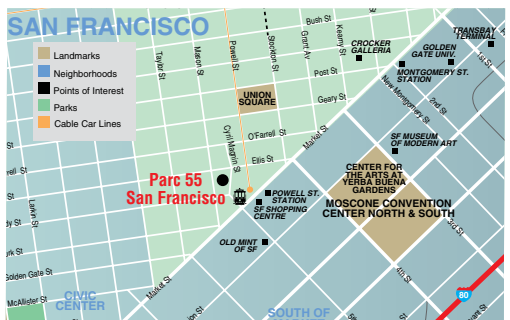 SAN FRANCISCO
Landmarks
Neighborhoods
Points of Interest
Parks
Cable Car Lines
Bush St
Taylor St
Mason St
Powell St
Stockton St
Grant Av
Kearny St
CROCKER
GALLERIA
TRANSBAY
TERMINAL
GOLDEN
GATE UNIV.
1st St
MONTGOMERY ST.
STATION
Post St
New Montgomery St
2nd St
UNION
SQUARE
Geary St
Cyril Magnin St
O'Farrell St
Market St
SF MUSEUM
OF MODERN ART
Ellis St
CENTER FOR
THE ARTS AT
YERBA BUENA
GARDENS
Parc 55
San Francisco
POWELL ST.
STATION
SF SHOPPING
CENTRE
MOSCONE CONVENTION
CENTER NORTH & SOUTH
Larkin St
3rd St
OLD MINT
OF SF
4th St
Golden Gate St
Market St
80
McAllister St
CIVIC
CENTER
SOUTH OF